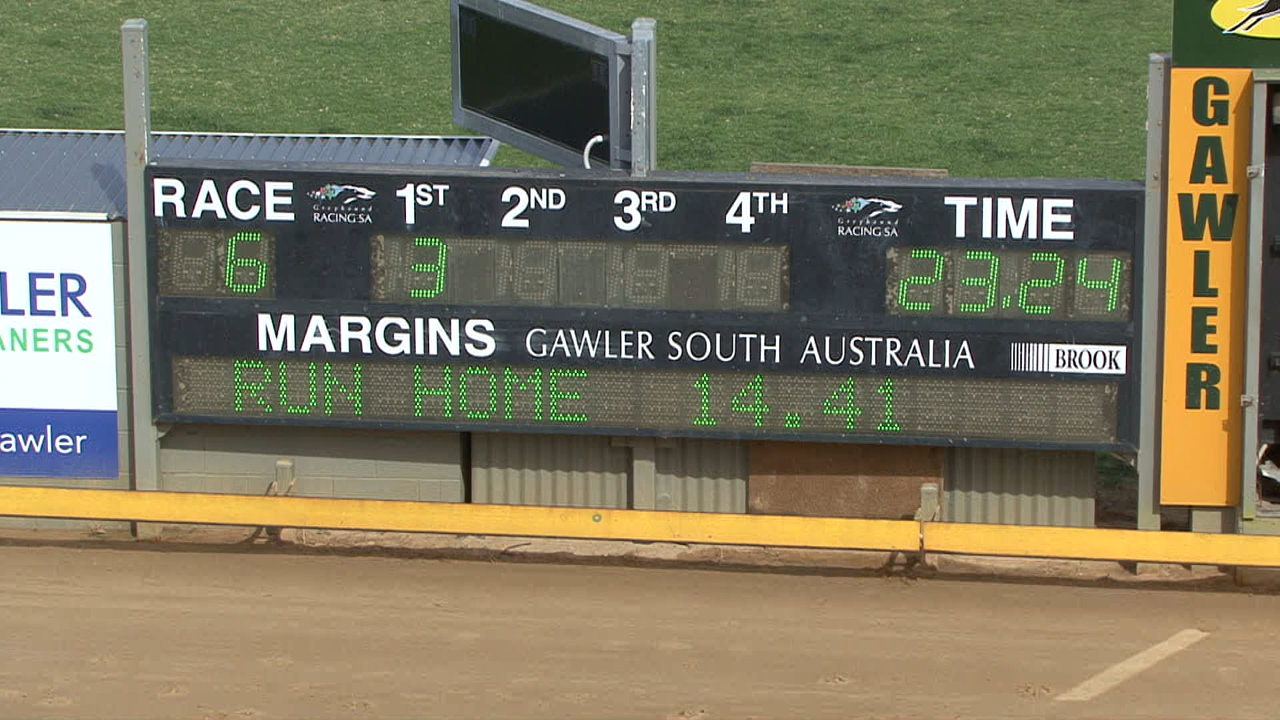 RACE 1ST 2ND 3RD 4TH TIME
Greyhound RACING SA
Greyhound RACING SA
6 3 23.24
MARGINS GAWLER SOUTH AUSTRALIA BROOK
RUN HOME 14.41
LER
ANERS
awler
GAWLER